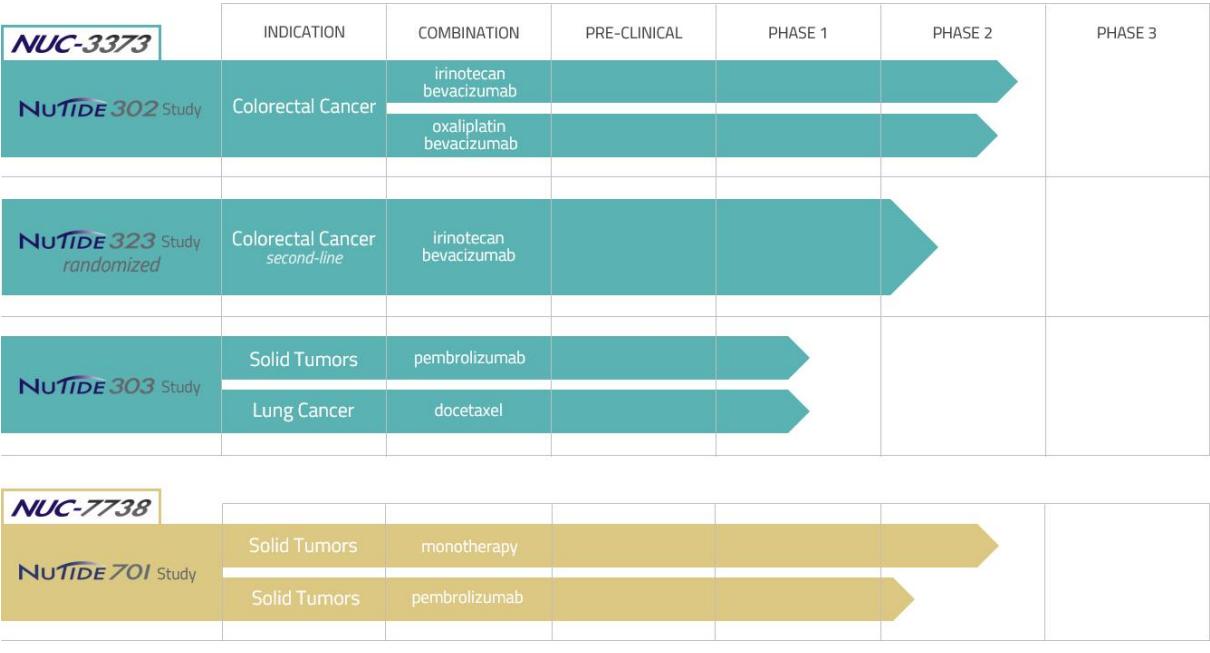 INDICATION
COMBINATION
PRE-CLINICAL
PHASE 1
PHASE 2
PHASE 3
NUC-3373
NUTIDE 302 Study
Colorectal Cancer
irinotecan
bevacizumab
oxaliplatin
bevacizumab
NUTIDE 323 Study
randomized
Colorectal Cancer
second-line
irinotecan
bevacizumab
NUTIDE 303 Study
Solid Tumors
pembrolizumab
Lung Cancer
docetaxel
NUC-7738
NUTIDE 701 Study
Solid Tumors
monotherapy
Solid Tumors
pembrolizumab